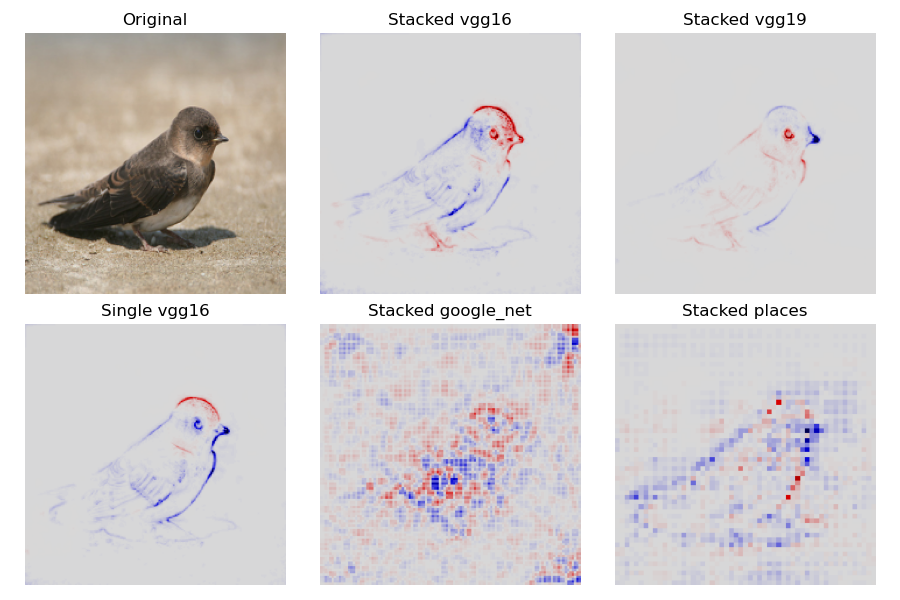 Original
Stacked vgg16
Stacked vgg19
Single vgg16
Stacked google_net
Stacked places